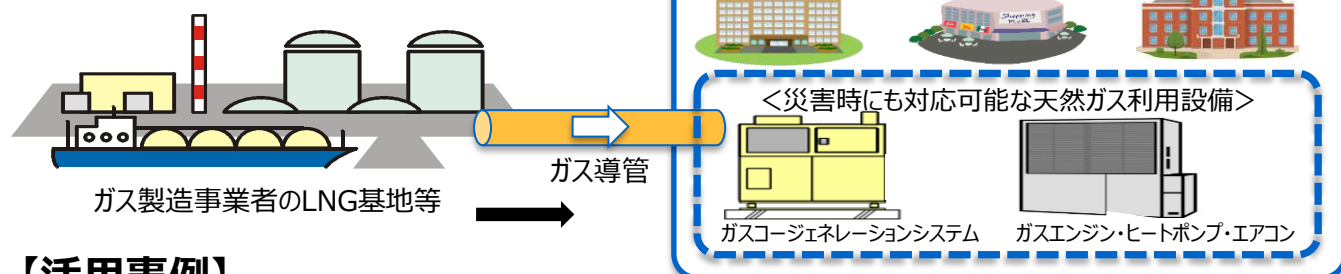 Shopping
Mall
＜災害時にも対応可能な天然ガス利用設備＞
ガス導管
ガス製造事業者のLNG基地等
ガスコージェネレーションシステム　ガスエンジン・ヒートポンプ・エアコン
【活用事例】